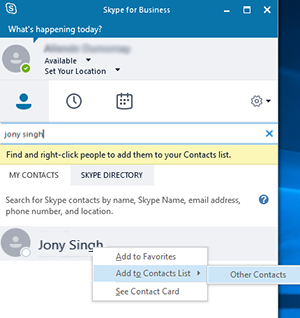 Skype for Business
What's happening today?
Available
Set Your Location
jony singh
Find and right-click people to add them to your Contacts list.
MY CONTACTS SKYPE DIRECTORY
Search for Skype contacts by name, Skype Name, email address,
phone number, and location.
Jony Singh
Add to Favorites
Add to Contacts List
Other Contacts
See Contact Card